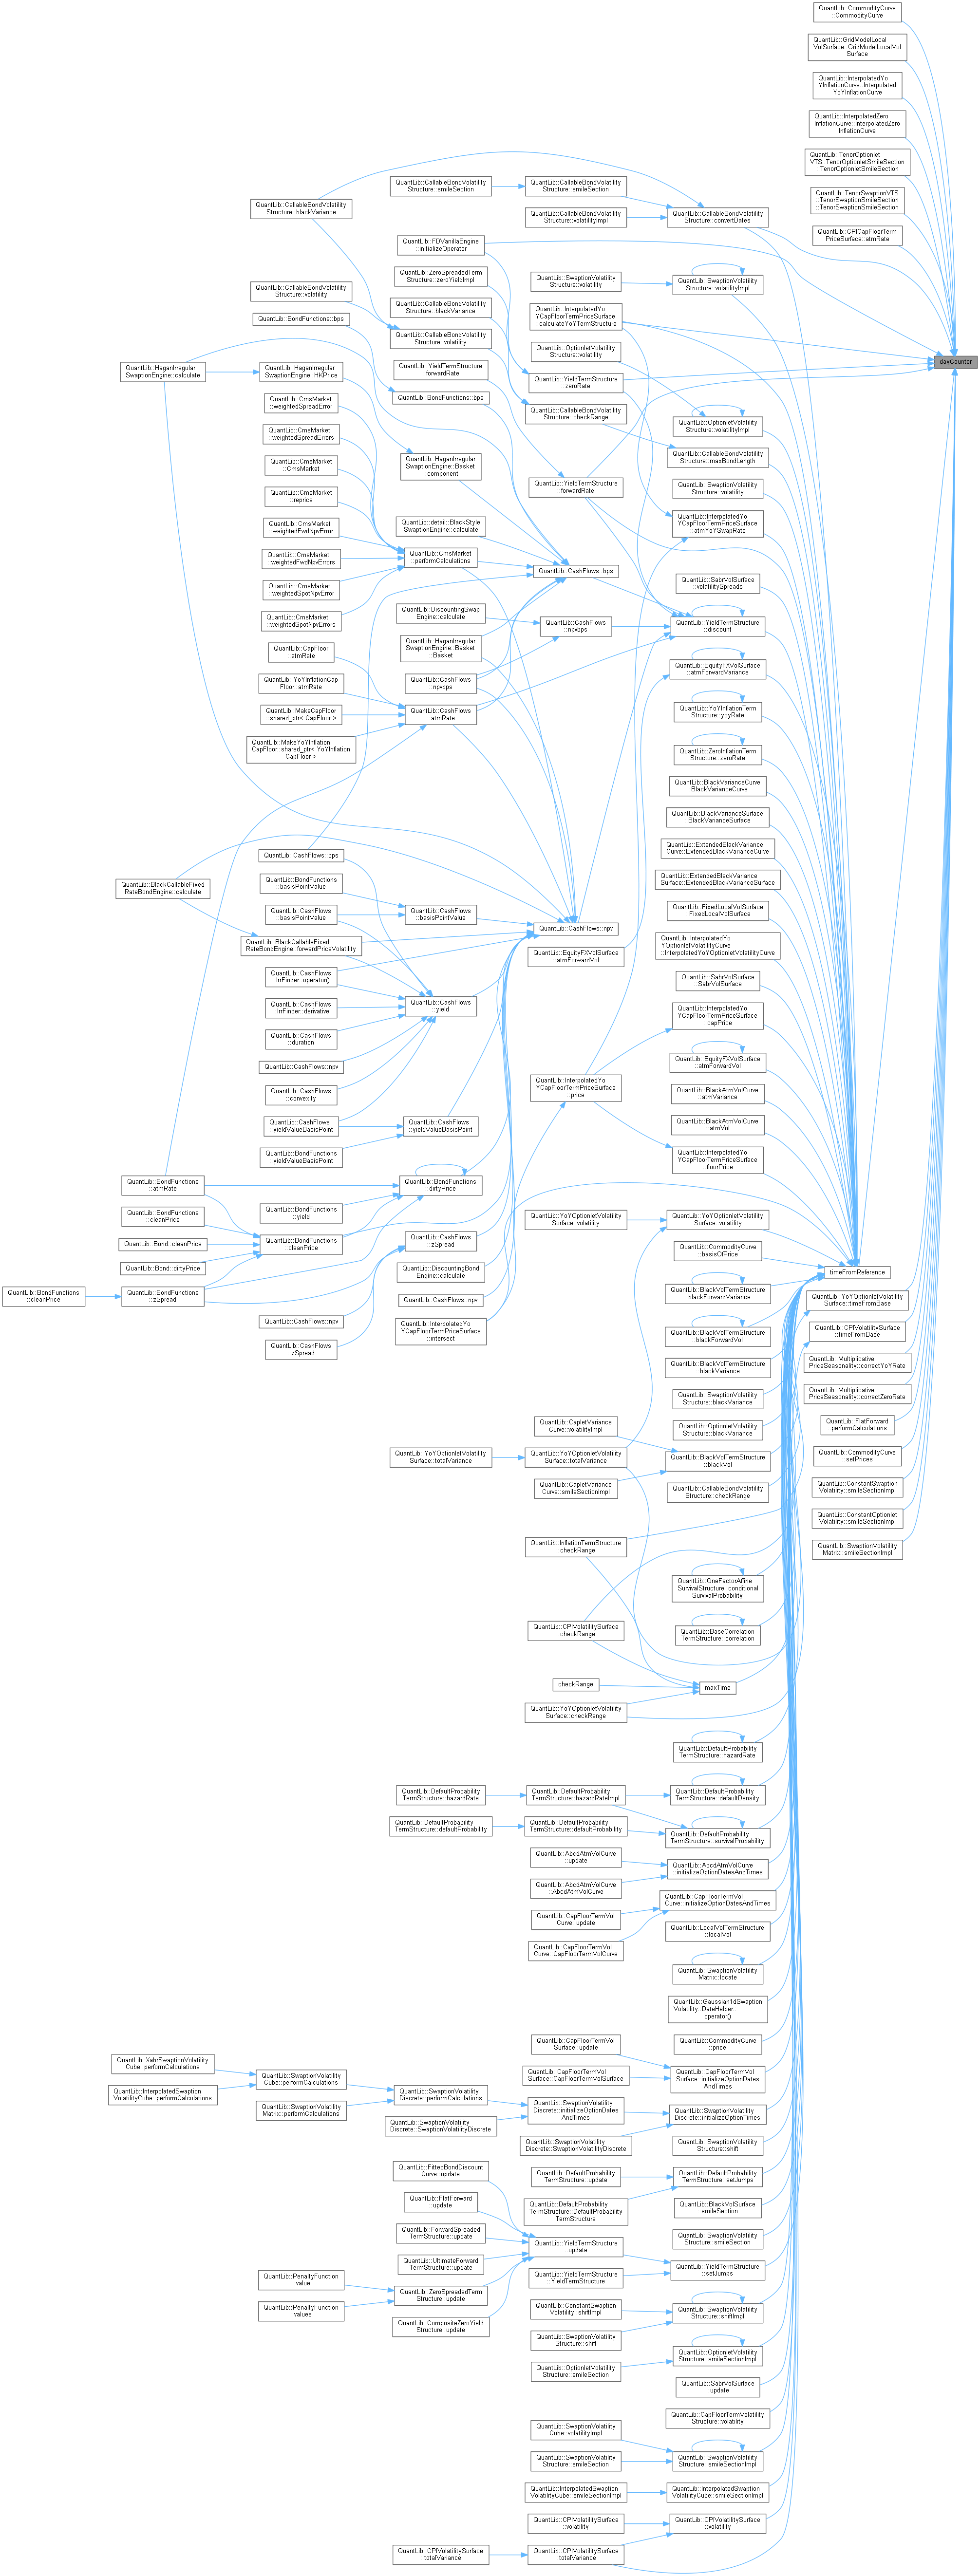 QuantLib::CommodityCurve
::CommodityCurve
QuantLib::GridModelLocal
VolSurface::GridModelLocalVol
Surface
QuantLib::InterpolatedYo
YInflationCurve::Interpolated
YoYInflationCurve
QuantLib::InterpolatedZero
InflationCurve::InterpolatedZero
InflationCurve
QuantLib::TenorOptionlet
VTS::TenorOptionletSmileSection
::TenorOptionletSmileSection
QuantLib::TenorSwaptionVTS
::TenorSwaptionSmileSection
::TenorSwaptionSmileSection
QuantLib::CPICapFloorTerm
PriceSurface::atmRate
QuantLib::CallableBondVolatility
Structure::smileSection
QuantLib::CallableBondVolatility
Structure::smileSection
QuantLib::CallableBondVolatility
Structure::blackVariance
QuantLib::CallableBondVolatility
Structure::volatilityImpl
QuantLib::CallableBondVolatility
Structure::convertDates
QuantLib::FDVanillaEngine
::initializeOperator
QuantLib::ZeroSpreadedTerm
Structure::zeroYieldImpl
QuantLib::SwaptionVolatility
Structure::volatility
QuantLib::SwaptionVolatility
Structure::volatilityImpl
QuantLib::CallableBondVolatility
Structure::volatility
QuantLib::CallableBondVolatility
Structure::blackVariance
QuantLib::InterpolatedYo
YCapFloorTermPriceSurface
::calculateYoYTermStructure
QuantLib::BondFunctions::bps
QuantLib::CallableBondVolatility
Structure::volatility
QuantLib::OptionletVolatility
Structure::volatility
dayCounter
QuantLib::HaganIrregular
SwaptionEngine::calculate
QuantLib::HaganIrregular
SwaptionEngine::HKPrice
QuantLib::YieldTermStructure
::forwardRate
QuantLib::YieldTermStructure
::zeroRate
QuantLib::BondFunctions::bps
QuantLib::CallableBondVolatility
Structure::checkRange
QuantLib::OptionletVolatility
Structure::volatilityImpl
QuantLib::CmsMarket
::weightedSpreadError
QuantLib::CmsMarket
::weightedSpreadErrors
QuantLib::CmsMarket
::CmsMarket
QuantLib::HaganIrregular
SwaptionEngine::Basket
::component
QuantLib::CallableBondVolatility
Structure::maxBondLength
QuantLib::CmsMarket
::reprice
QuantLib::YieldTermStructure
::forwardRate
QuantLib::SwaptionVolatility
Structure::volatility
QuantLib::CmsMarket
::weightedFwdNpvError
QuantLib::detail::BlackStyle
SwaptionEngine::calculate
QuantLib::InterpolatedYo
YCapFloorTermPriceSurface
::atmYoYSwapRate
QuantLib::CmsMarket
::weightedFwdNpvErrors
QuantLib::CmsMarket
::performCalculations
QuantLib::CashFlows::bps
QuantLib::SabrVolSurface
::volatilitySpreads
QuantLib::CmsMarket
::weightedSpotNpvError
QuantLib::CmsMarket
::weightedSpotNpvErrors
QuantLib::DiscountingSwap
Engine::calculate
QuantLib::CashFlows
::npvbps
QuantLib::YieldTermStructure
::discount
QuantLib::CapFloor
::atmRate
QuantLib::HaganIrregular
SwaptionEngine::Basket
::Basket
QuantLib::EquityFXVolSurface
::atmForwardVariance
QuantLib::YoYInflationCap
Floor::atmRate
QuantLib::CashFlows
::npvbps
QuantLib::MakeCapFloor
::shared_ptr< CapFloor >
QuantLib::CashFlows
::atmRate
QuantLib::YoYInflationTerm
Structure::yoyRate
QuantLib::MakeYoYInflation
CapFloor::shared_ptr< YoYInflation
CapFloor >
QuantLib::ZeroInflationTerm
Structure::zeroRate
QuantLib::BlackVarianceCurve
::BlackVarianceCurve
QuantLib::BlackVarianceSurface
::BlackVarianceSurface
QuantLib::CashFlows::bps
QuantLib::ExtendedBlackVariance
Curve::ExtendedBlackVarianceCurve
QuantLib::BlackCallableFixed
RateBondEngine::calculate
QuantLib::BondFunctions
::basisPointValue
QuantLib::ExtendedBlackVariance
Surface::ExtendedBlackVarianceSurface
QuantLib::CashFlows
::basisPointValue
QuantLib::CashFlows
::basisPointValue
QuantLib::CashFlows::npv
QuantLib::FixedLocalVolSurface
::FixedLocalVolSurface
QuantLib::BlackCallableFixed
RateBondEngine::forwardPriceVolatility
QuantLib::EquityFXVolSurface
::atmForwardVol
QuantLib::InterpolatedYo
YOptionletVolatilityCurve
::InterpolatedYoYOptionletVolatilityCurve
QuantLib::CashFlows
::IrrFinder::operator()
QuantLib::SabrVolSurface
::SabrVolSurface
QuantLib::CashFlows
::IrrFinder::derivative
QuantLib::CashFlows
::yield
QuantLib::InterpolatedYo
YCapFloorTermPriceSurface
::capPrice
QuantLib::CashFlows
::duration
QuantLib::CashFlows::npv
QuantLib::EquityFXVolSurface
::atmForwardVol
QuantLib::CashFlows
::convexity
QuantLib::InterpolatedYo
YCapFloorTermPriceSurface
::price
QuantLib::BlackAtmVolCurve
::atmVariance
QuantLib::CashFlows
::yieldValueBasisPoint
QuantLib::CashFlows
::yieldValueBasisPoint
QuantLib::BlackAtmVolCurve
::atmVol
QuantLib::BondFunctions
::yieldValueBasisPoint
QuantLib::InterpolatedYo
YCapFloorTermPriceSurface
::floorPrice
QuantLib::BondFunctions
::atmRate
QuantLib::BondFunctions
::dirtyPrice
QuantLib::BondFunctions
::cleanPrice
QuantLib::BondFunctions
::yield
QuantLib::YoYOptionletVolatility
Surface::volatility
QuantLib::YoYOptionletVolatility
Surface::volatility
QuantLib::Bond::cleanPrice
QuantLib::BondFunctions
::cleanPrice
QuantLib::CashFlows
::zSpread
QuantLib::CommodityCurve
::basisOfPrice
QuantLib::Bond::dirtyPrice
QuantLib::DiscountingBond
Engine::calculate
timeFromReference
QuantLib::BondFunctions
::cleanPrice
QuantLib::BondFunctions
::zSpread
QuantLib::CashFlows::npv
QuantLib::BlackVolTermStructure
::blackForwardVariance
QuantLib::YoYOptionletVolatility
Surface::timeFromBase
QuantLib::CashFlows::npv
QuantLib::InterpolatedYo
YCapFloorTermPriceSurface
::intersect
QuantLib::BlackVolTermStructure
::blackForwardVol
QuantLib::CPIVolatilitySurface
::timeFromBase
QuantLib::CashFlows
::zSpread
QuantLib::BlackVolTermStructure
::blackVariance
QuantLib::Multiplicative
PriceSeasonality::correctYoYRate
QuantLib::SwaptionVolatility
Structure::blackVariance
QuantLib::Multiplicative
PriceSeasonality::correctZeroRate
QuantLib::CapletVariance
Curve::volatilityImpl
QuantLib::OptionletVolatility
Structure::blackVariance
QuantLib::FlatForward
::performCalculations
QuantLib::YoYOptionletVolatility
Surface::totalVariance
QuantLib::YoYOptionletVolatility
Surface::totalVariance
QuantLib::BlackVolTermStructure
::blackVol
QuantLib::CommodityCurve
::setPrices
QuantLib::CapletVariance
Curve::smileSectionImpl
QuantLib::CallableBondVolatility
Structure::checkRange
QuantLib::ConstantSwaption
Volatility::smileSectionImpl
QuantLib::ConstantOptionlet
Volatility::smileSectionImpl
QuantLib::InflationTermStructure
::checkRange
QuantLib::SwaptionVolatility
Matrix::smileSectionImpl
QuantLib::OneFactorAffine
SurvivalStructure::conditional
SurvivalProbability
QuantLib::CPIVolatilitySurface
::checkRange
QuantLib::BaseCorrelation
TermStructure::correlation
checkRange
maxTime
QuantLib::YoYOptionletVolatility
Surface::checkRange
QuantLib::DefaultProbability
TermStructure::hazardRate
QuantLib::DefaultProbability
TermStructure::hazardRate
QuantLib::DefaultProbability
TermStructure::hazardRateImpl
QuantLib::DefaultProbability
TermStructure::defaultDensity
QuantLib::DefaultProbability
TermStructure::defaultProbability
QuantLib::DefaultProbability
TermStructure::defaultProbability
QuantLib::DefaultProbability
TermStructure::survivalProbability
QuantLib::AbcdAtmVolCurve
::update
QuantLib::AbcdAtmVolCurve
::initializeOptionDatesAndTimes
QuantLib::AbcdAtmVolCurve
::AbcdAtmVolCurve
QuantLib::CapFloorTermVol
Curve::initializeOptionDatesAndTimes
QuantLib::CapFloorTermVol
Curve::update
QuantLib::LocalVolTermStructure
::localVol
QuantLib::CapFloorTermVol
Curve::CapFloorTermVolCurve
QuantLib::SwaptionVolatility
Matrix::locate
QuantLib::Gaussian1dSwaption
Volatility::DateHelper::
operator()
QuantLib::CapFloorTermVol
Surface::update
QuantLib::CommodityCurve
::price
QuantLib::XabrSwaptionVolatility
Cube::performCalculations
QuantLib::SwaptionVolatility
Cube::performCalculations
QuantLib::CapFloorTermVol
Surface::CapFloorTermVolSurface
QuantLib::CapFloorTermVol
Surface::initializeOptionDates
AndTimes
QuantLib::InterpolatedSwaption
VolatilityCube::performCalculations
QuantLib::SwaptionVolatility
Discrete::performCalculations
QuantLib::SwaptionVolatility
Matrix::performCalculations
QuantLib::SwaptionVolatility
Discrete::initializeOptionDates
AndTimes
QuantLib::SwaptionVolatility
Discrete::initializeOptionTimes
QuantLib::SwaptionVolatility
Discrete::SwaptionVolatilityDiscrete
QuantLib::SwaptionVolatility
Discrete::SwaptionVolatilityDiscrete
QuantLib::SwaptionVolatility
Structure::shift
QuantLib::FittedBondDiscount
Curve::update
QuantLib::DefaultProbability
TermStructure::update
QuantLib::DefaultProbability
TermStructure::setJumps
QuantLib::FlatForward
::update
QuantLib::DefaultProbability
TermStructure::DefaultProbability
TermStructure
QuantLib::BlackVolSurface
::smileSection
QuantLib::ForwardSpreaded
TermStructure::update
QuantLib::YieldTermStructure
::update
QuantLib::SwaptionVolatility
Structure::smileSection
QuantLib::UltimateForward
TermStructure::update
QuantLib::YieldTermStructure
::YieldTermStructure
QuantLib::YieldTermStructure
::setJumps
QuantLib::PenaltyFunction
::value
QuantLib::ZeroSpreadedTerm
Structure::update
QuantLib::PenaltyFunction
::values
QuantLib::ConstantSwaption
Volatility::shiftImpl
QuantLib::SwaptionVolatility
Structure::shiftImpl
QuantLib::CompositeZeroYield
Structure::update
QuantLib::SwaptionVolatility
Structure::shift
QuantLib::OptionletVolatility
Structure::smileSection
QuantLib::OptionletVolatility
Structure::smileSectionImpl
QuantLib::SabrVolSurface
::update
QuantLib::CapFloorTermVolatility
Structure::volatility
QuantLib::SwaptionVolatility
Cube::volatilityImpl
QuantLib::SwaptionVolatility
Structure::smileSection
QuantLib::SwaptionVolatility
Structure::smileSectionImpl
QuantLib::InterpolatedSwaption
VolatilityCube::smileSectionImpl
QuantLib::InterpolatedSwaption
VolatilityCube::smileSectionImpl
QuantLib::CPIVolatilitySurface
::volatility
QuantLib::CPIVolatilitySurface
::volatility
QuantLib::CPIVolatilitySurface
::totalVariance
QuantLib::CPIVolatilitySurface
::totalVariance